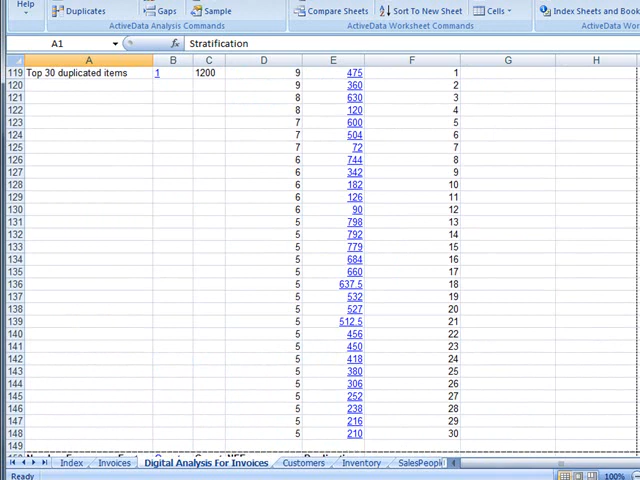 Help
Duplicates
Gaps
Sample
Compare Sheets
Sort To New Sheet
Cells
Index Sheets and Book
ActiveData Analysis Commands
ActiveData Worksheet Commands
ActiveData Wor
A1
fx
Stratification
A B C D E F G H
119 Top 30 duplicated items 1 1200 9 475 1
120 9 360 2
121 8 630 3
122 8 120 4
123 7 600 5
124 7 504 6
125 7 72 7
126 6 744 8
127 6 342 9
128 6 182 10
129 6 126 11
130 6 90 12
131 5 798 13
132 5 792 14
133 5 779 15
134 5 684 16
135 5 660 17
136 5 637.5 18
137 5 532 19
138 5 527 20
139 5 512.5 21
140 5 456 22
141 5 450 23
142 5 418 24
143 5 380 25
144 5 306 26
145 5 252 27
146 5 238 28
147 5 216 29
148 5 210 30
149
Index Invoices Digital Analysis For Invoices Customers Inventory SalesPeopl
Ready
100%